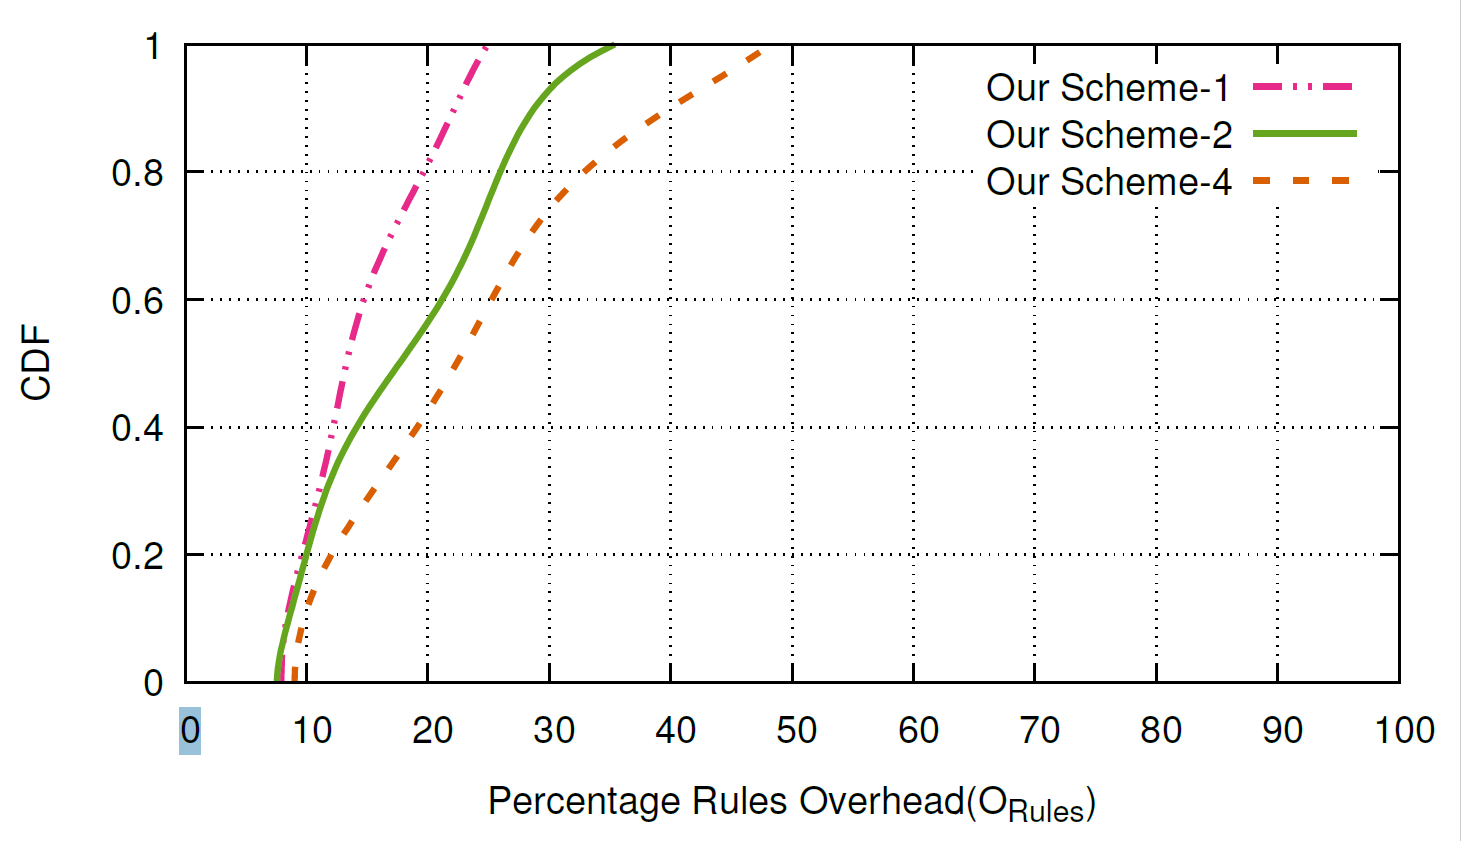 1
0.8
0.6
0.4
0.2
0
CDF
Our Scheme-1
Our Scheme-2
Our Scheme-4
0 10 20 30 40 50 60 70 80 90 100
Percentage Rules Overhead(ORules)